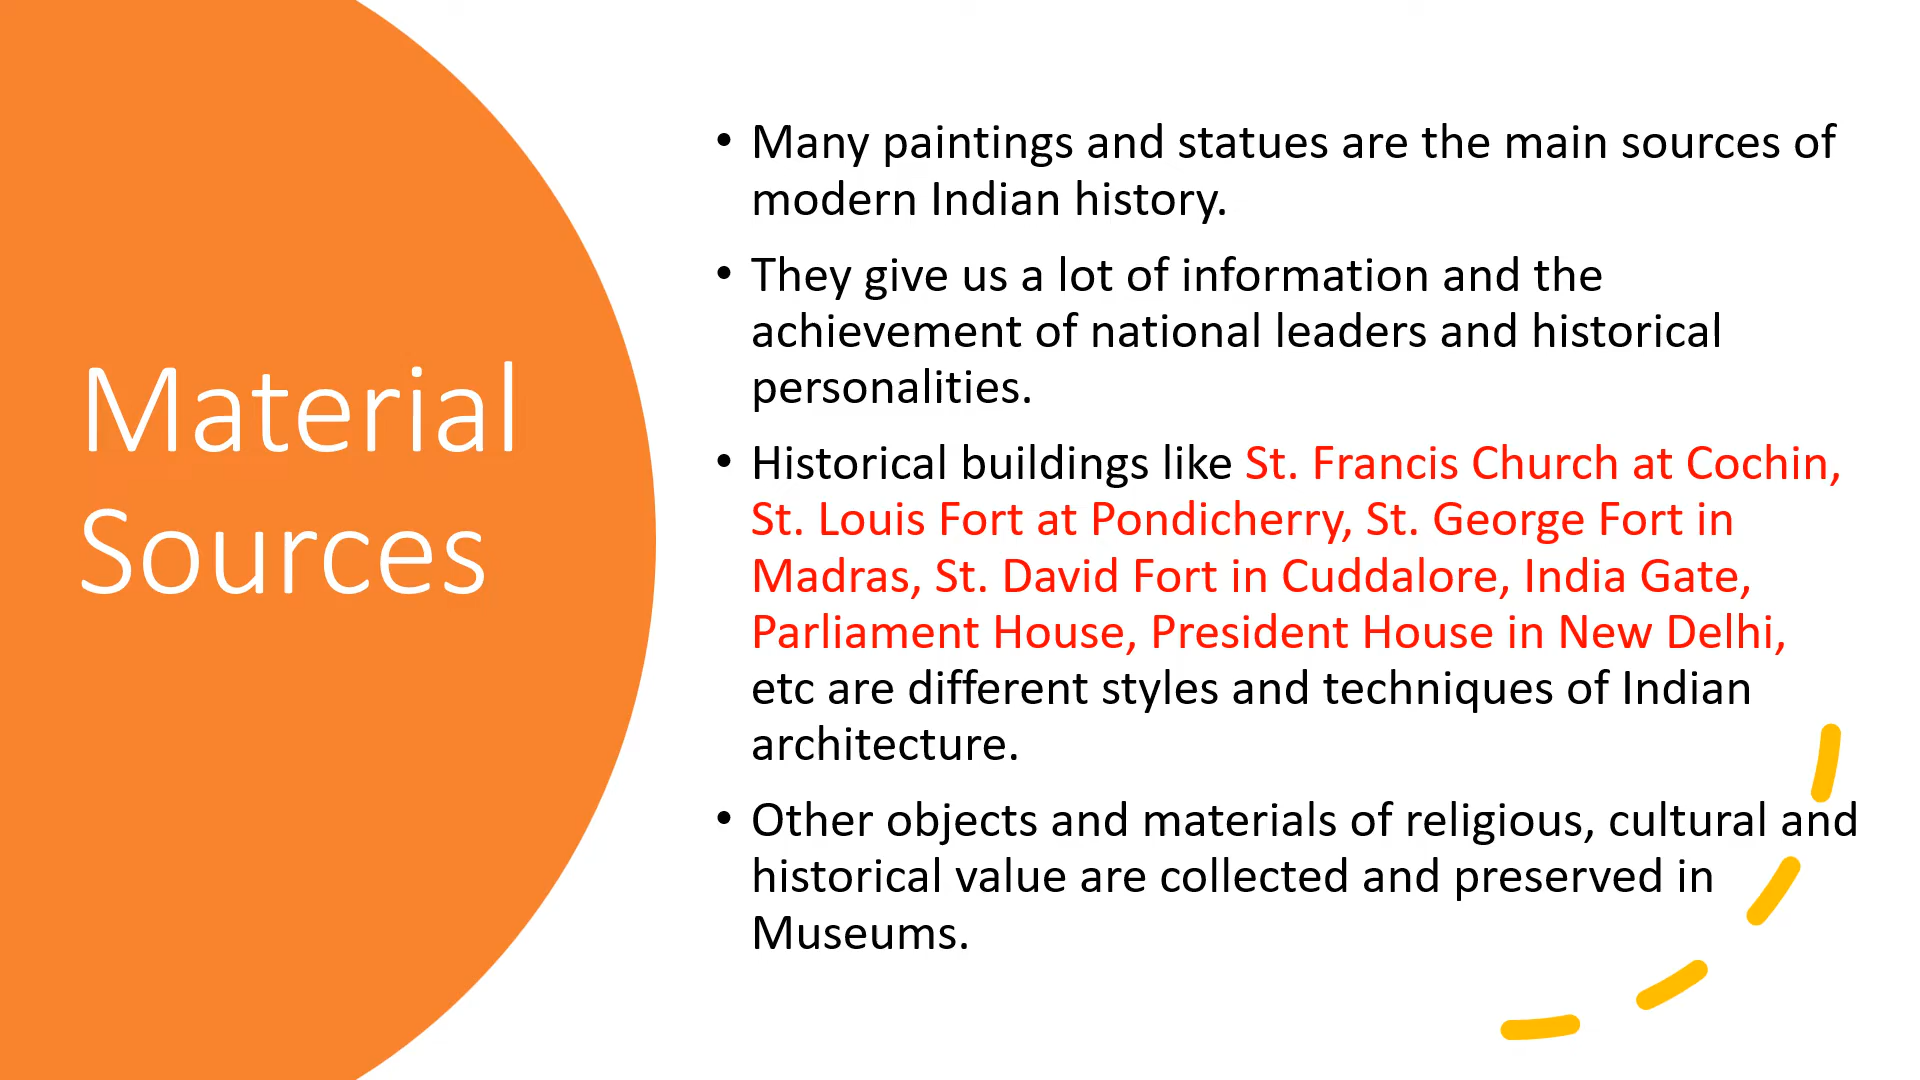 Material
Sources
• Many paintings and statues are the main sources of
modern Indian history.
• They give us a lot of information and the
achievement of national leaders and historical
personalities.
• Historical buildings like St. Francis Church at Cochin,
St. Louis Fort at Pondicherry, St. George Fort in
Madras, St. David Fort in Cuddalore, India Gate,
Parliament House, President House in New Delhi,
etc are different styles and techniques of Indian
architecture.
• Other objects and materials of religious, cultural and
historical value are collected and preserved in
Museums.